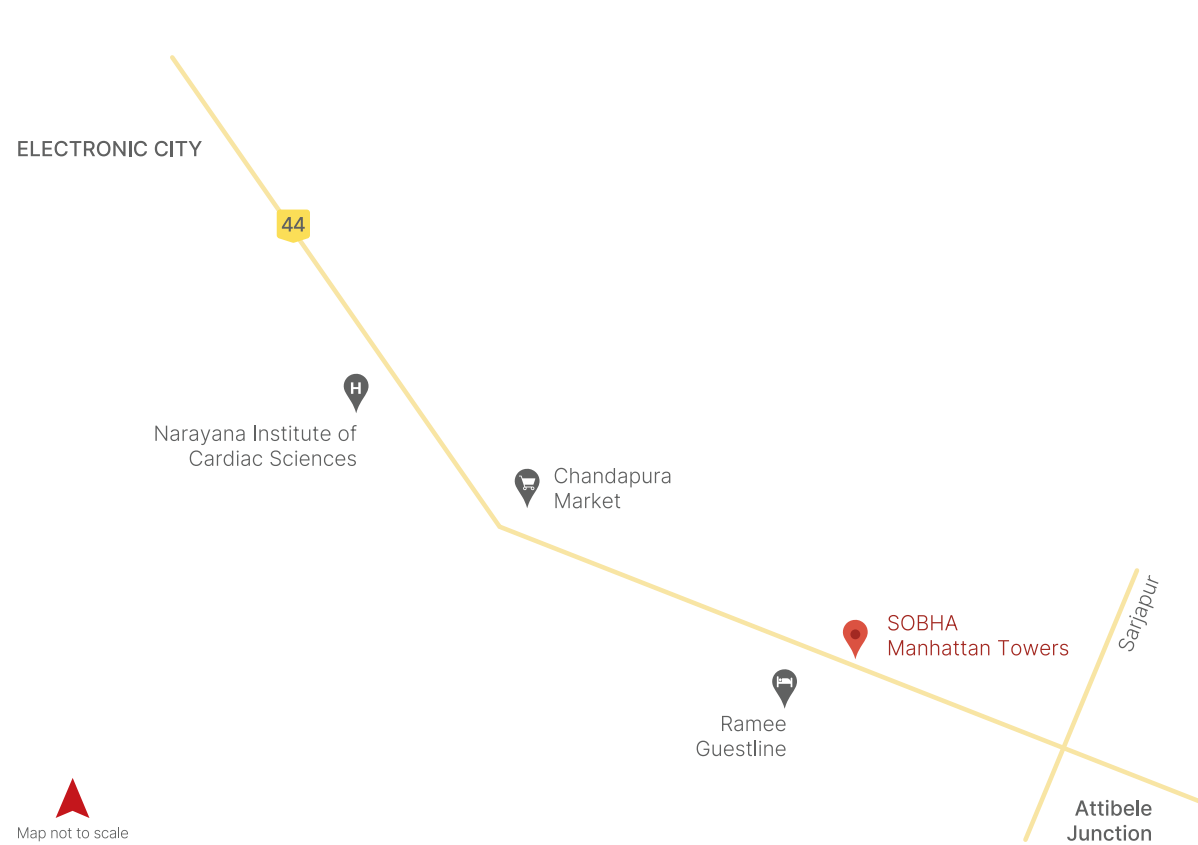 ELECTRONIC CITY
44
H
Narayana Institute of
Cardiac Sciences
Chandapura
Market
Sarjapur
SOBHA
Manhattan Towers
Ramee
Guestline
Attibele
Junction
Map not to scale